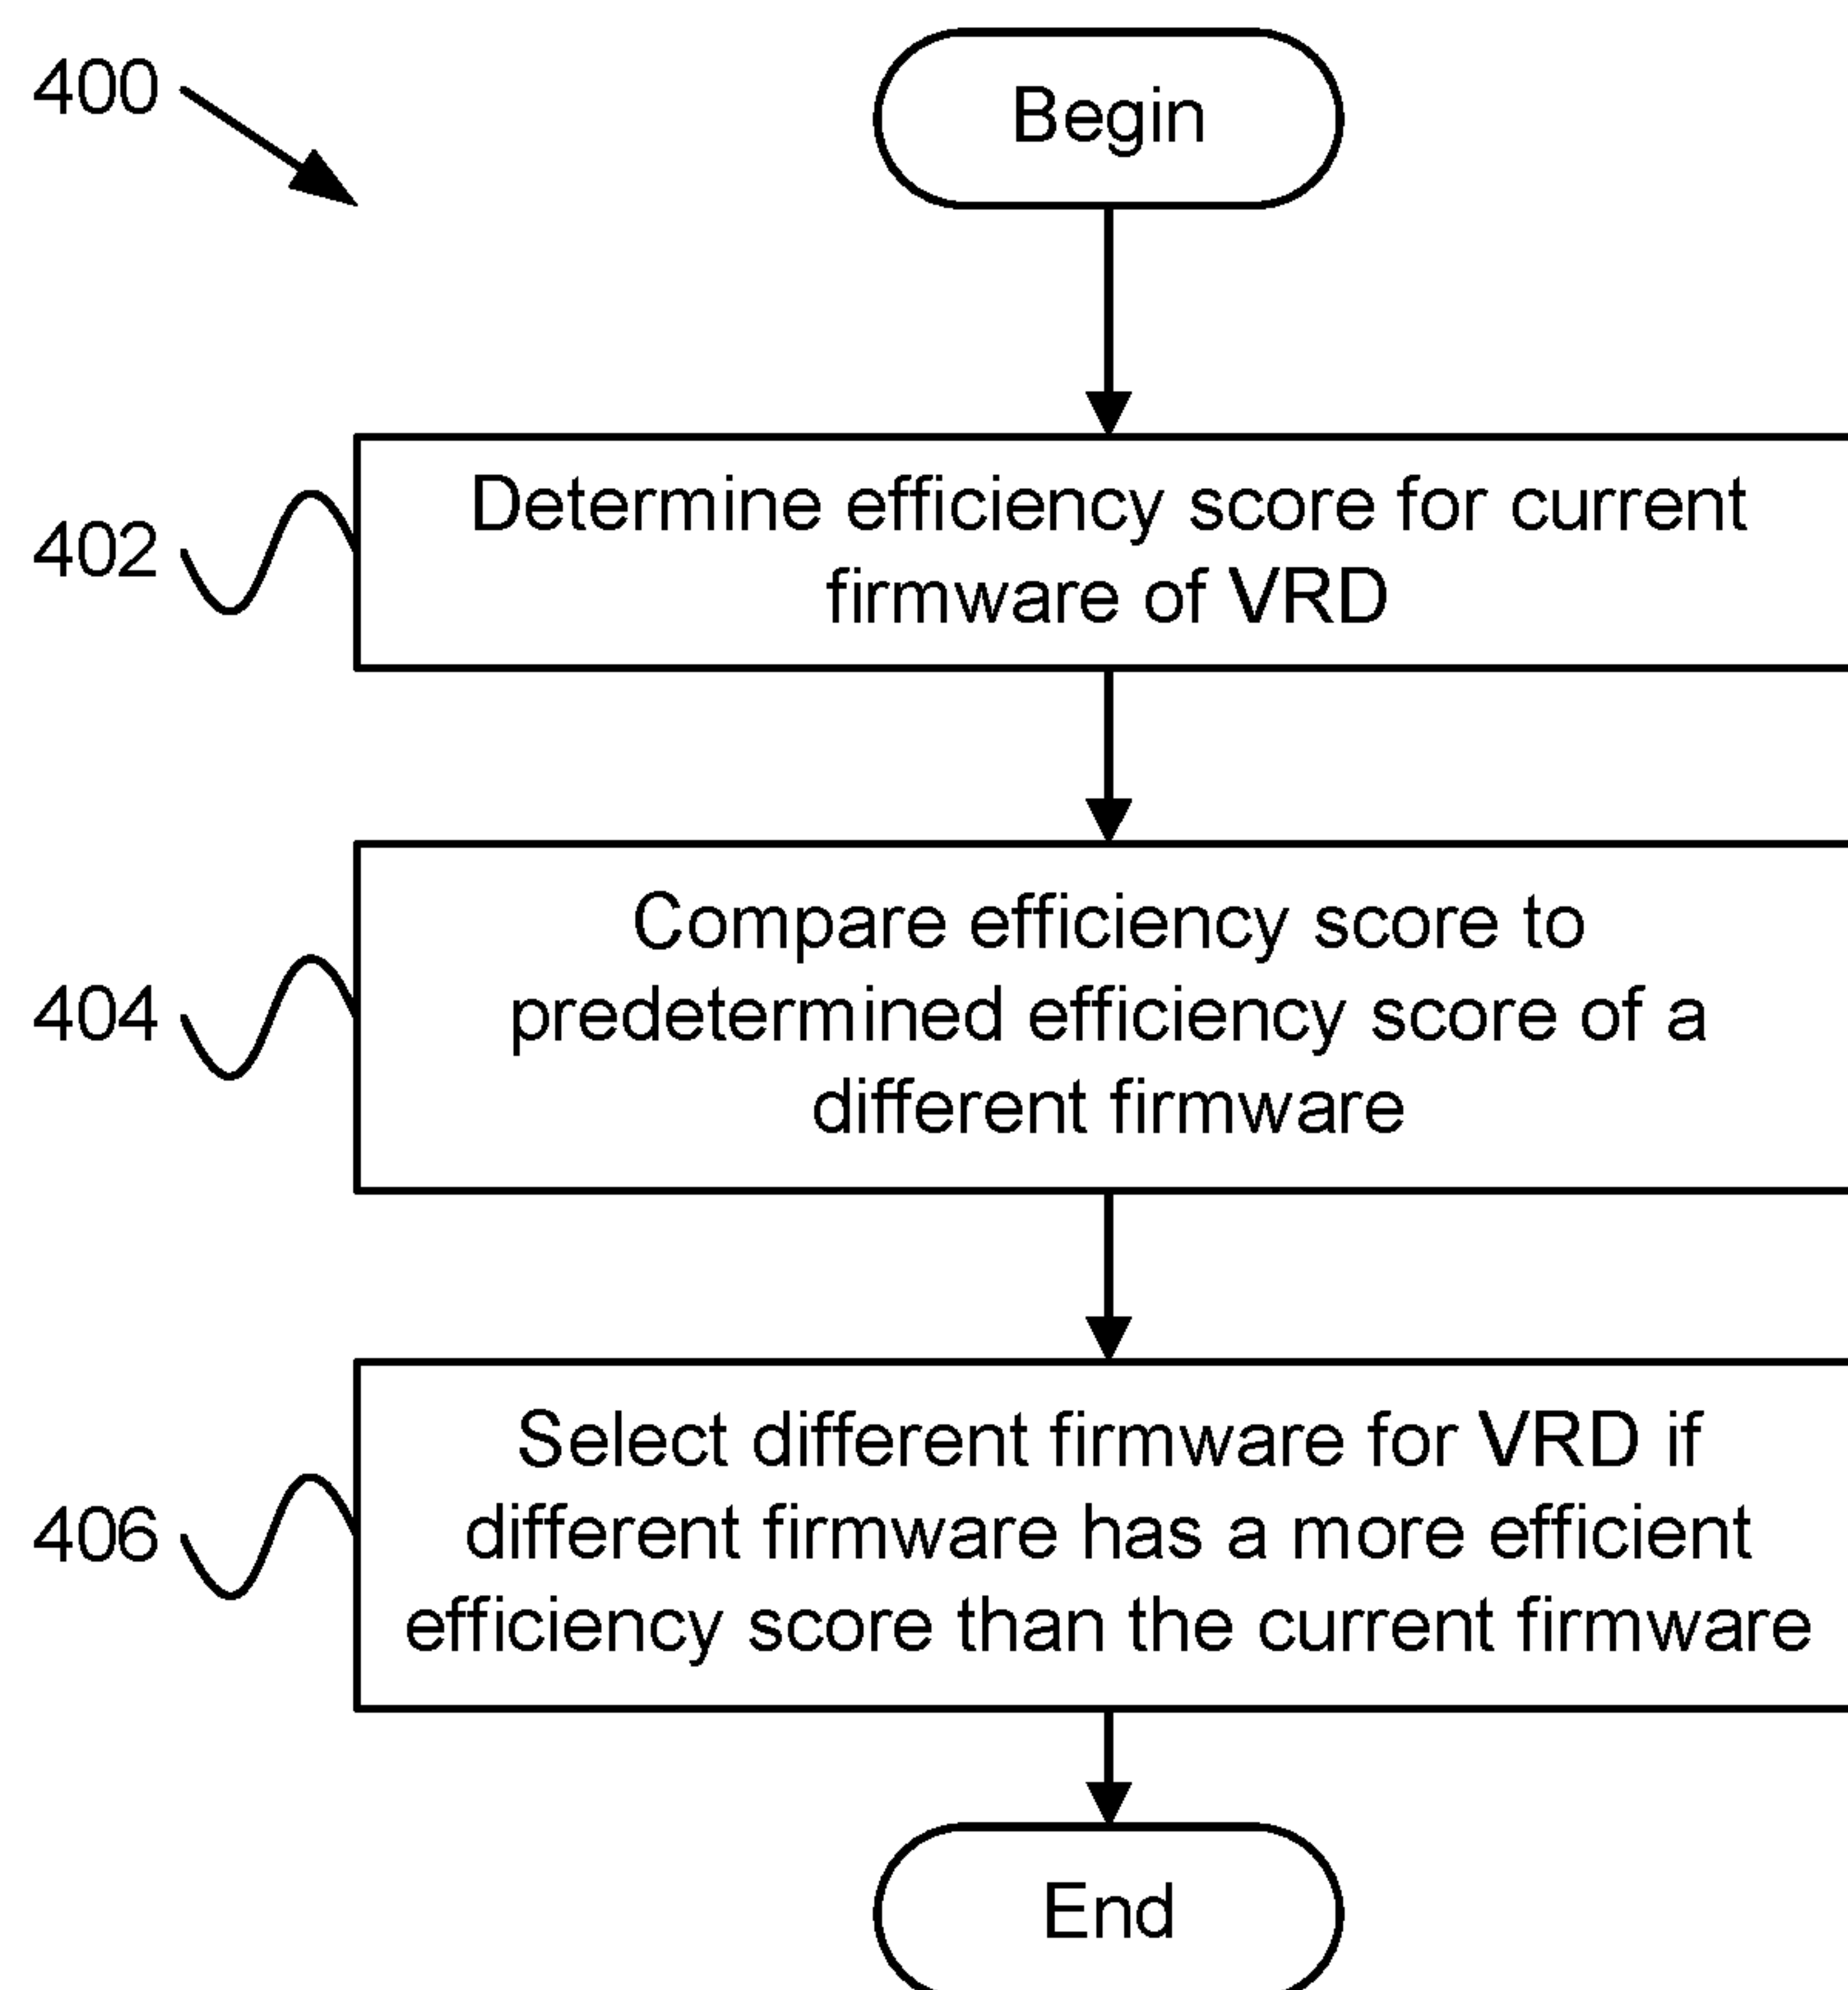 400
Begin
402
Determine efficiency score for current
firmware of VRD
404
Compare efficiency score to
predetermined efficiency score of a
different firmware
406
Select different firmware for VRD if
different firmware has a more efficient
efficiency score than the current firmware
End